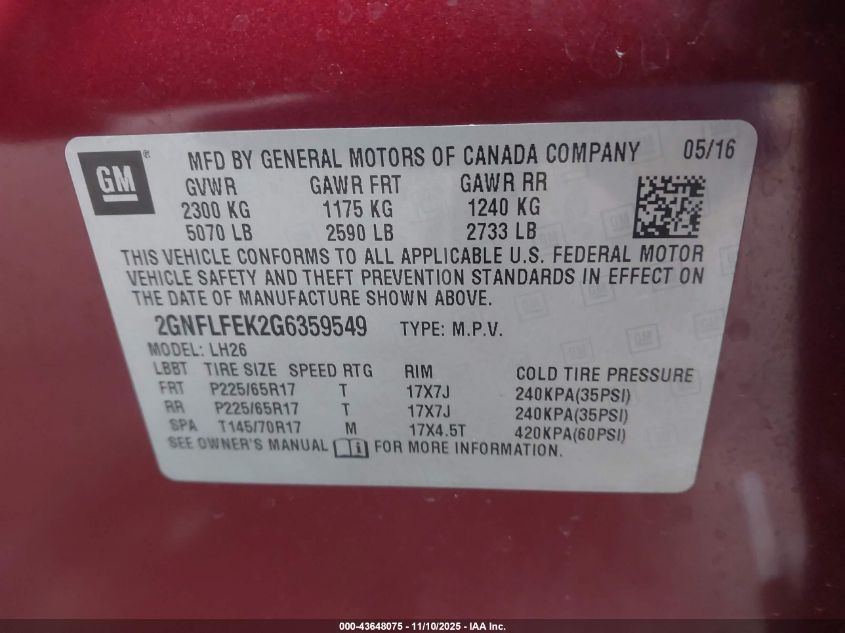 GM ® MFD BY GENERAL MOTORS OF CANADA COMPANY 05/16
GVWR GAWR FRT GAWR RR
2300 KG 1175 KG 1240 KG
5070 LB 2590 LB 2733 LB
THIS VEHICLE CONFORMS TO ALL APPLICABLE U.S. FEDERAL MOTOR
VEHICLE SAFETY AND THEFT PREVENTION STANDARDS IN EFFECT ON
THE DATE OF MANUFACTURE SHOWN ABOVE.
2GNFLFEK2G6359549 TYPE: M.P.V.
MODEL: LH26
LBBT TIRE SIZE SPEED RTG RIM COLD TIRE PRESSURE
FRT P225/65R17 T 17X7J 240KPA(35PSI)
RR P225/65R17 T 17X7J 240KPA(35PSI)
SPA T145/70R17 M 17X4.5T 420KPA(60PSI)
SEE OWNER'S MANUAL FOR MORE INFORMATION.
000-43648075 — 11/10/2025 — IAA Inc.